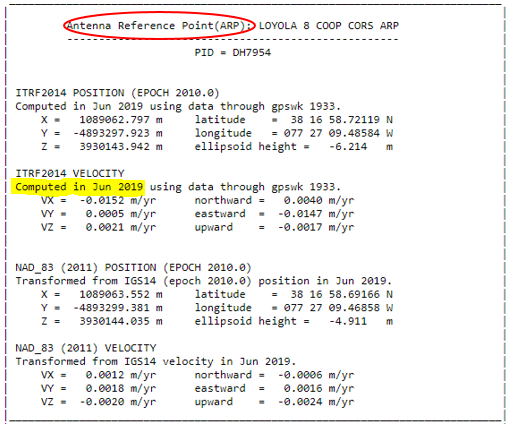 Antenna Reference Point(ARP): LOYOLA 8 COOP CORS ARP
PID = DH7954
ITRF2014 POSITION (EPOCH 2010.0)
Computed in Jun 2019 using data through gpswk 1933.
X = 1089062.797 m latitude = 38 16 58.72119 N
Y = -4893297.923 m longitude = 077 27 09.48584 W
Z = 3930143.942 m ellipsoid height = -6.214 m
ITRF2014 VELOCITY
Computed in Jun 2019 using data through gpswk 1933.
VX = -0.0152 m/yr northward = 0.0040 m/yr
VY = 0.0005 m/yr eastward = -0.0147 m/yr
VZ = 0.0021 m/yr upward = -0.0017 m/yr
NAD_83 (2011) POSITION (EPOCH 2010.0)
Transformed from IGS14 (epoch 2010.0) position in Jun 2019.
X = 1089063.552 m latitude = 38 16 58.69166 N
Y = -4893299.381 m longitude = 077 27 09.46858 W
Z = 3930144.035 m ellipsoid height = -4.911 m
NAD_83 (2011) VELOCITY
Transformed from IGS14 velocity in Jun 2019.
VX = 0.0012 m/yr northward = -0.0006 m/yr
VY = 0.0018 m/yr eastward = 0.0016 m/yr
VZ = -0.0020 m/yr upward = -0.0024 m/yr